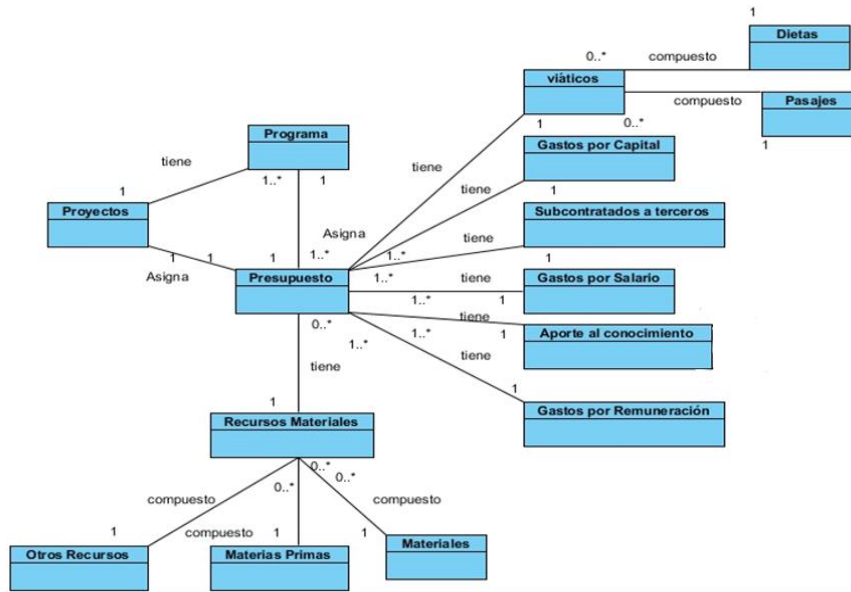 1
Dietas
0..*
compuesto
viáticos
compuesto
Pasajes
1
0..*
1
Programa
Gastos por Capital
tiene
tiene
1..*
1
tiene
1
1
Proyectos
Subcontratados a terceros
Asigna
tiene
1
1
1
1..*
1..*
1
Asigna
Presupuesto
1..*
tiene
Gastos por Salario
1..*
1
0..*
tiene
1..*
1
Aporte al conocimiento
1..*
tiene
tiene
1
1
Gastos por Remuneración
Recursos Materiales
0..*
0..*
0..*
compuesto
compuesto
1
compuesto
1
1
Materiales
Otros Recursos
Materias Primas